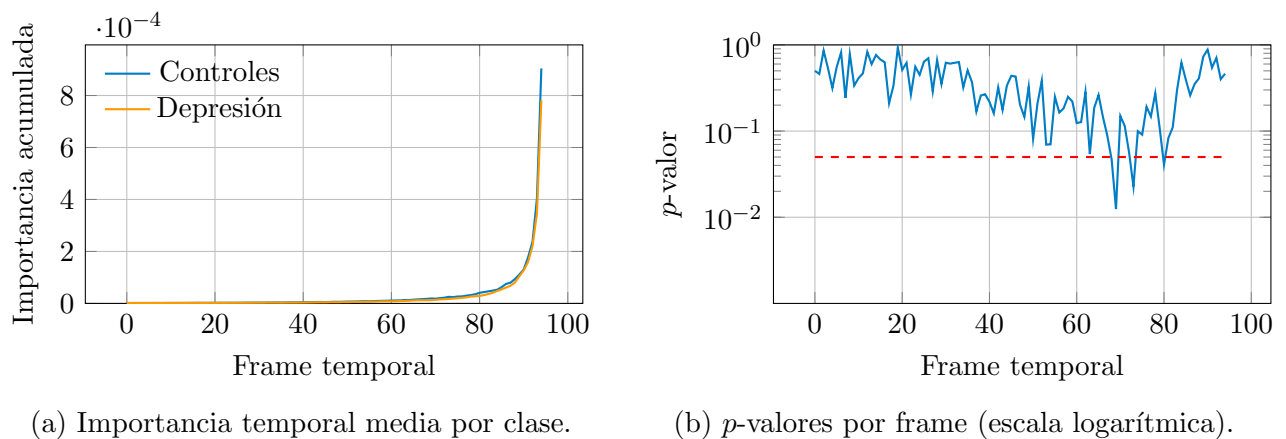 ·10⁻⁴
Importancia acumulada
8
6
4
2
0
Controles
Depresión
0 20 40 60 80 100
Frame temporal
(a) Importancia temporal media por clase.
p-valor
10⁰
10⁻¹
10⁻²
0 20 40 60 80 100
Frame temporal
(b) p-valores por frame (escala logarítmica).